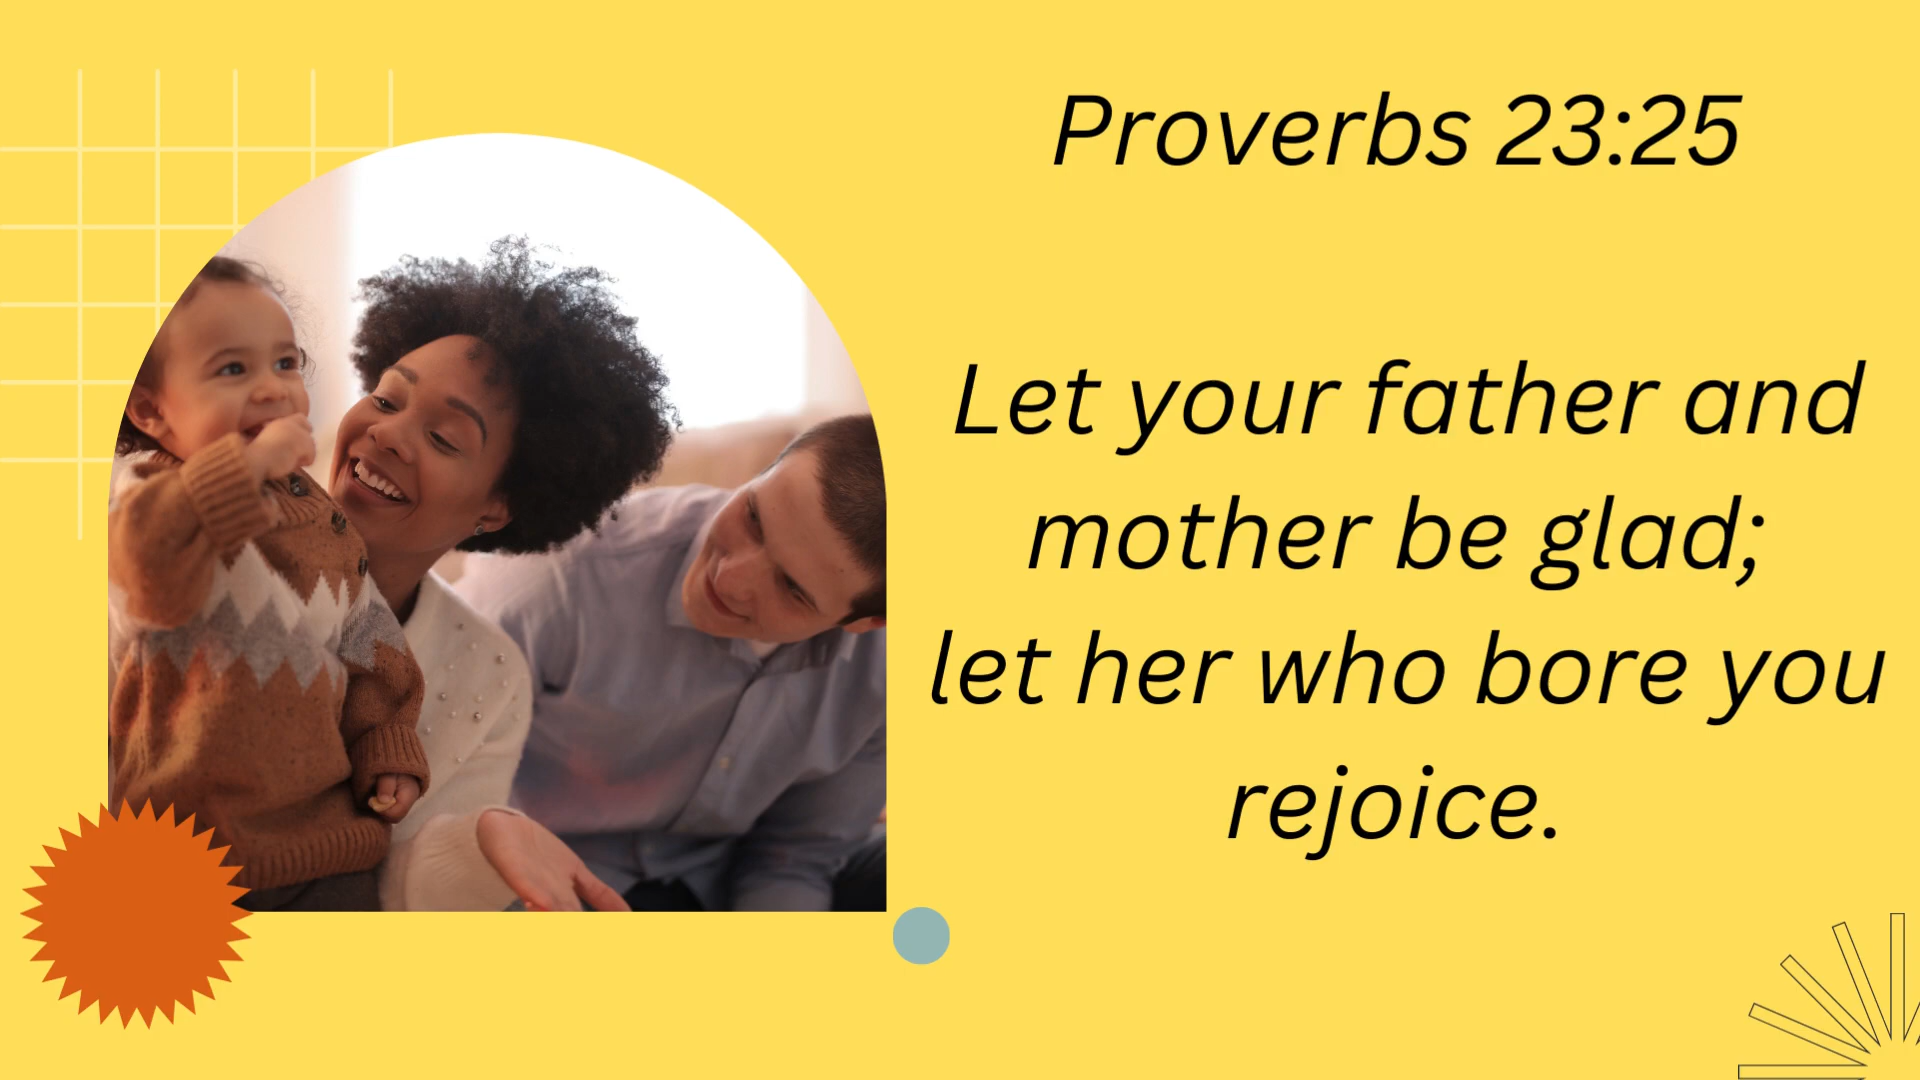 Proverbs 23:25
Let your father and
mother be glad;
let her who bore you
rejoice.